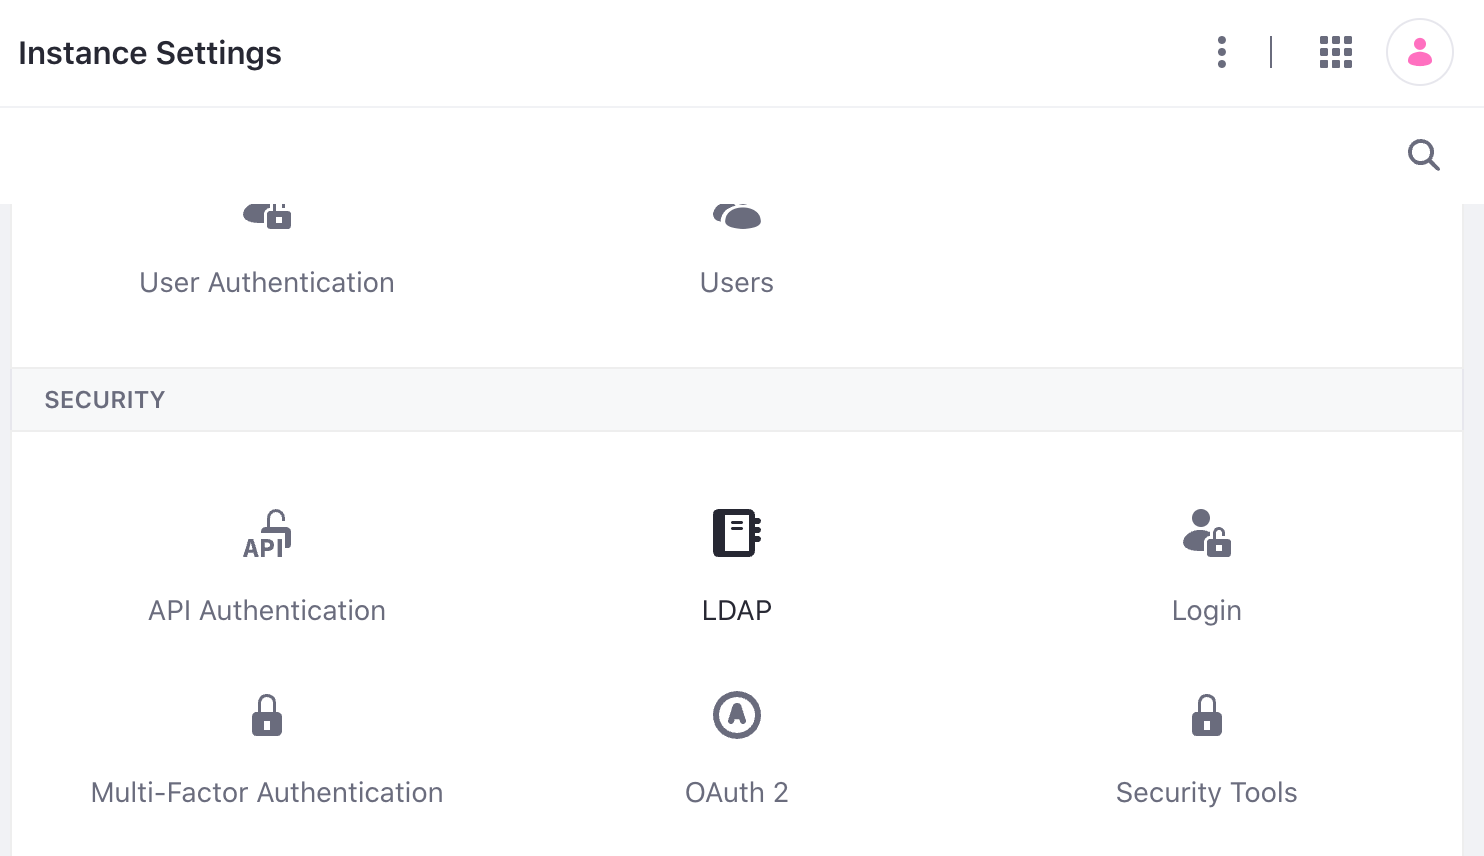 Instance Settings
User Authentication
Users
SECURITY
API
API Authentication
LDAP
Login
A
Multi-Factor Authentication
OAuth 2
Security Tools